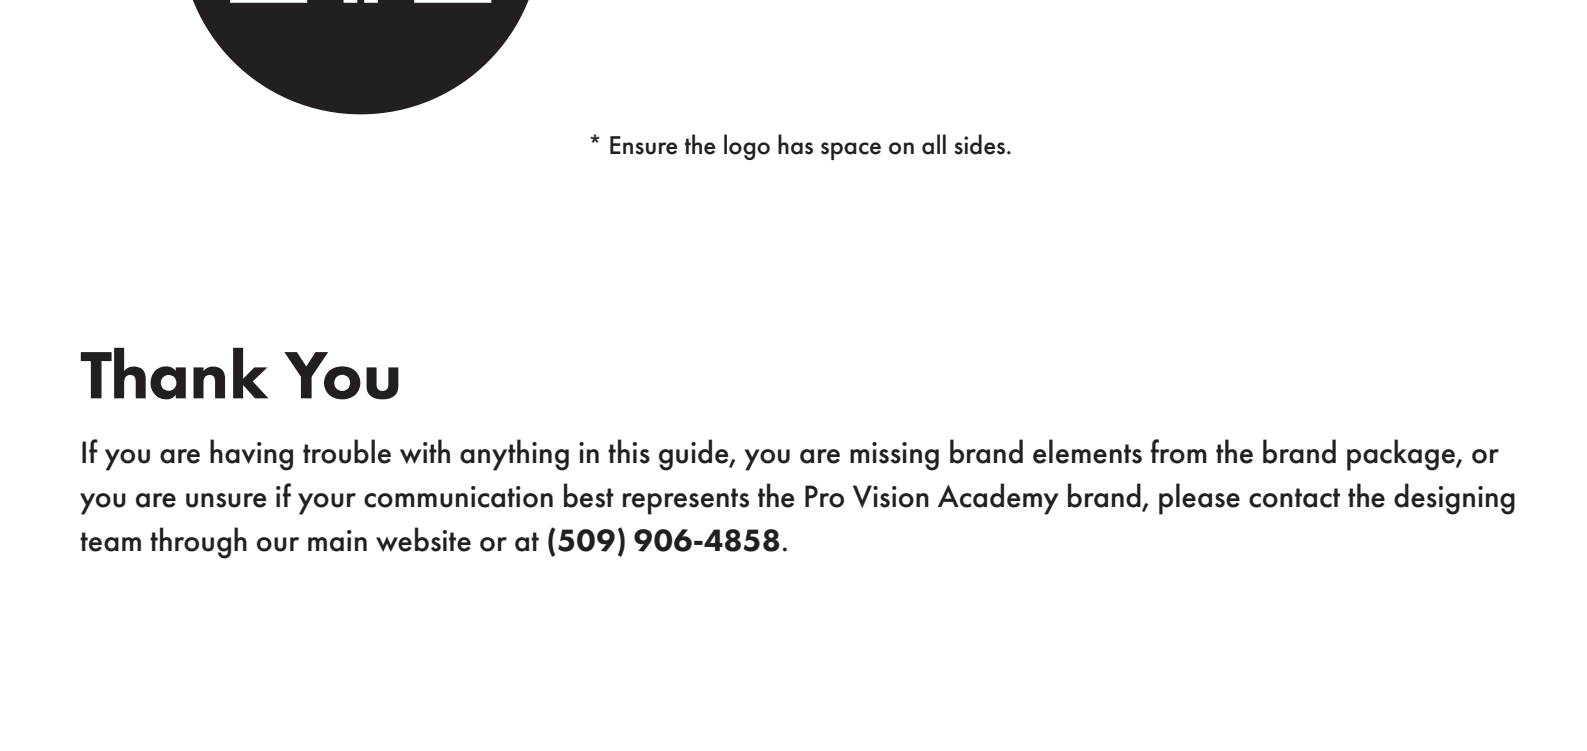 * Ensure the logo has space on all sides.
Thank You
If you are having trouble with anything in this guide, you are missing brand elements from the brand package, or
you are unsure if your communication best represents the Pro Vision Academy brand, please contact the designing
team through our main website or at (509) 906-4858.